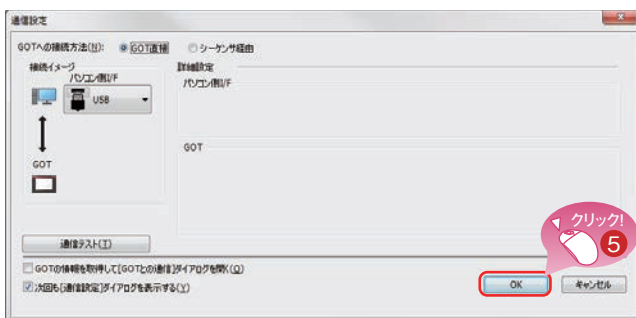 通信設定
GOTへの接続方法(N): GOT直接 シーケンサ経由
接続イメージ
パソコン側I/F
USB
GOT
詳細設定
パソコン側I/F
GOT
通信テスト(T)
クリック!
5
GOTの情報を取得して[GOTとの通信]ダイアログを開く(O)
次回も[通信設定]ダイアログを表示する(Y)
OK キャンセル